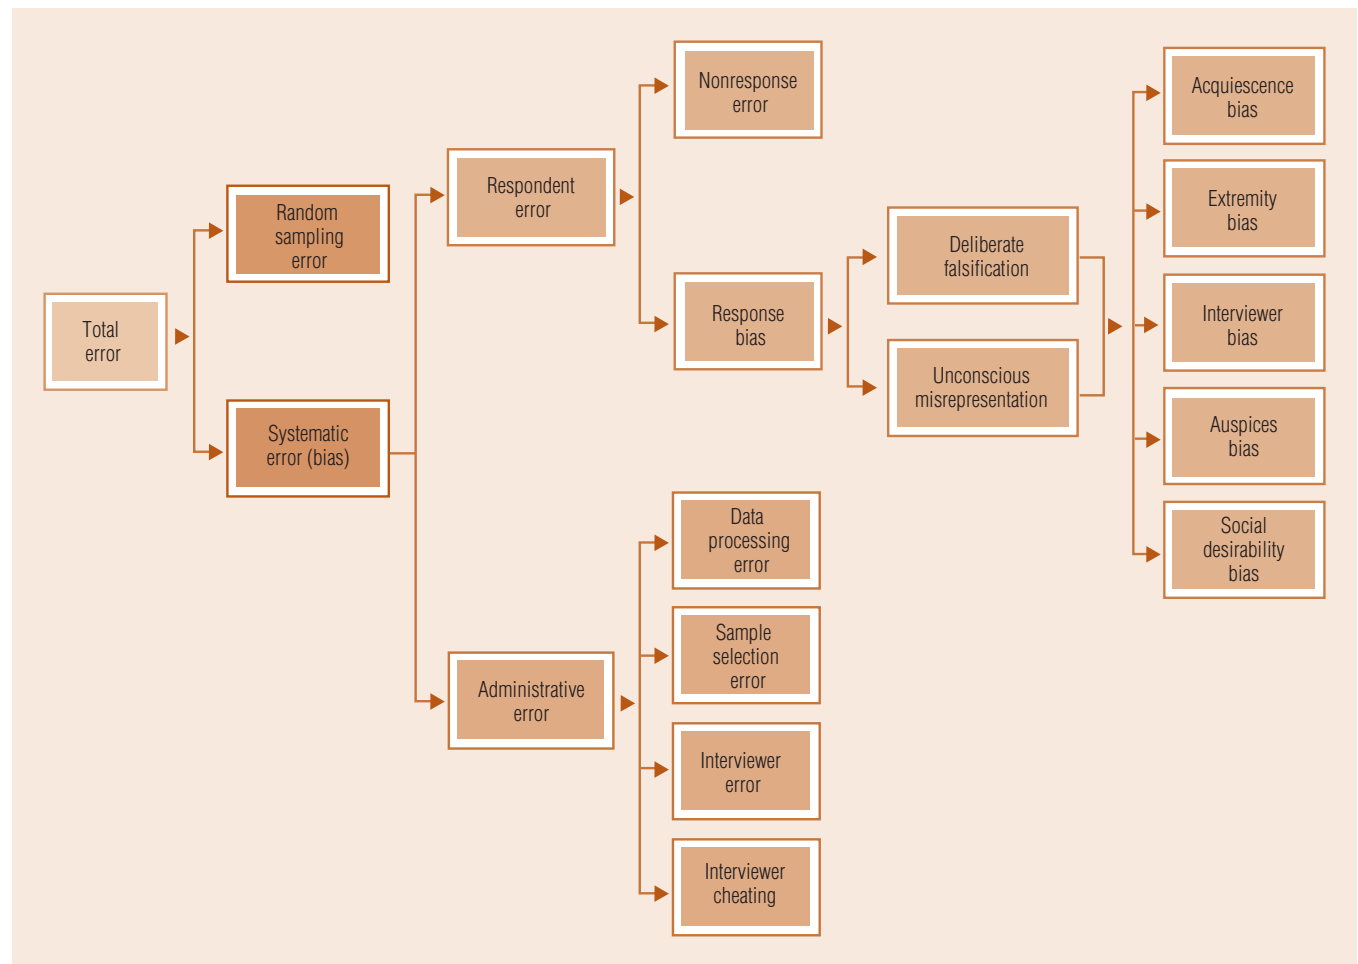 Total
error
Random
sampling
error
Systematic
error (bias)
Respondent
error
Administrative
error
Nonresponse
error
Response
bias
Data
processing
error
Sample
selection
error
Interviewer
error
Interviewer
cheating
Deliberate
falsification
Unconscious
misrepresentation
Acquiescence
bias
Extremity
bias
Interviewer
bias
Auspices
bias
Social
desirability
bias